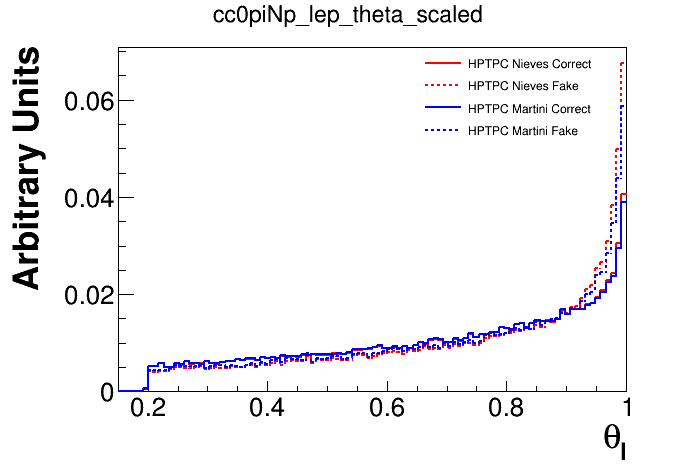 cc0piNp_lep_theta_scaled
Arbitrary Units
HPTPC Nieves Correct
HPTPC Nieves Fake
HPTPC Martini Correct
HPTPC Martini Fake
0.06
0.04
0.02
0
0.2 0.4 0.6 0.8 1
θl